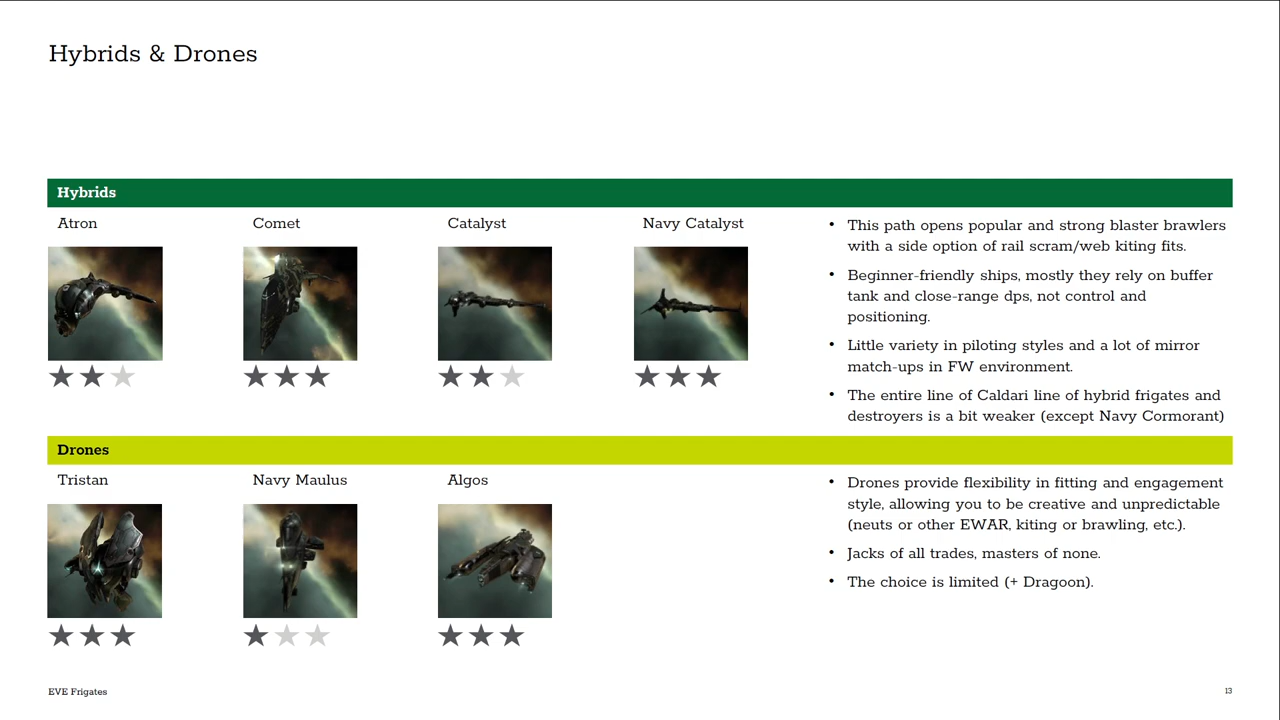 Hybrids & Drones
Hybrids
Atron
Comet
Catalyst
Navy Catalyst
• This path opens popular and strong blaster brawlers
with a side option of rail scram/web kiting fits.
• Beginner-friendly ships, mostly they rely on buffer
tank and close-range dps, not control and
positioning.
• Little variety in piloting styles and a lot of mirror
match-ups in FW environment.
• The entire line of Caldari line of hybrid frigates and
destroyers is a bit weaker (except Navy Cormorant)
Drones
Tristan
Navy Maulus
Algos
• Drones provide flexibility in fitting and engagement
style, allowing you to be creative and unpredictable
(neuts or other EWAR, kiting or brawling, etc.).
• Jacks of all trades, masters of none.
• The choice is limited (+ Dragoon).
EVE Frigates
13